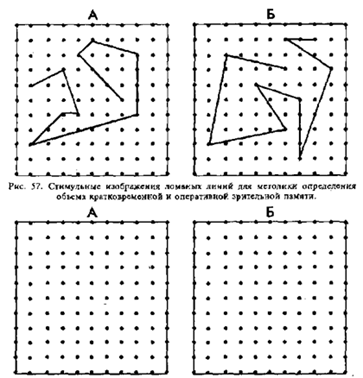 А Б
Рис. 57. Стимульные изображения ломаных линий для методики определения
объема кратковременной и оперативной зрительной памяти.
А Б